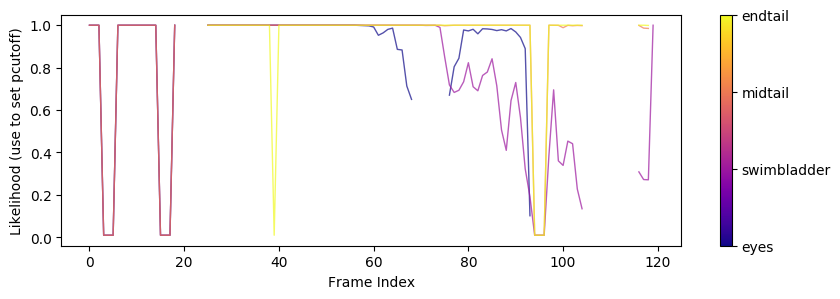 Likelihood (use to set pcutoff)
1.0
0.8
0.6
0.4
0.2
0.0
0
20
40
60
80
100
120
Frame Index
endtail
midtail
swimbladder
eyes